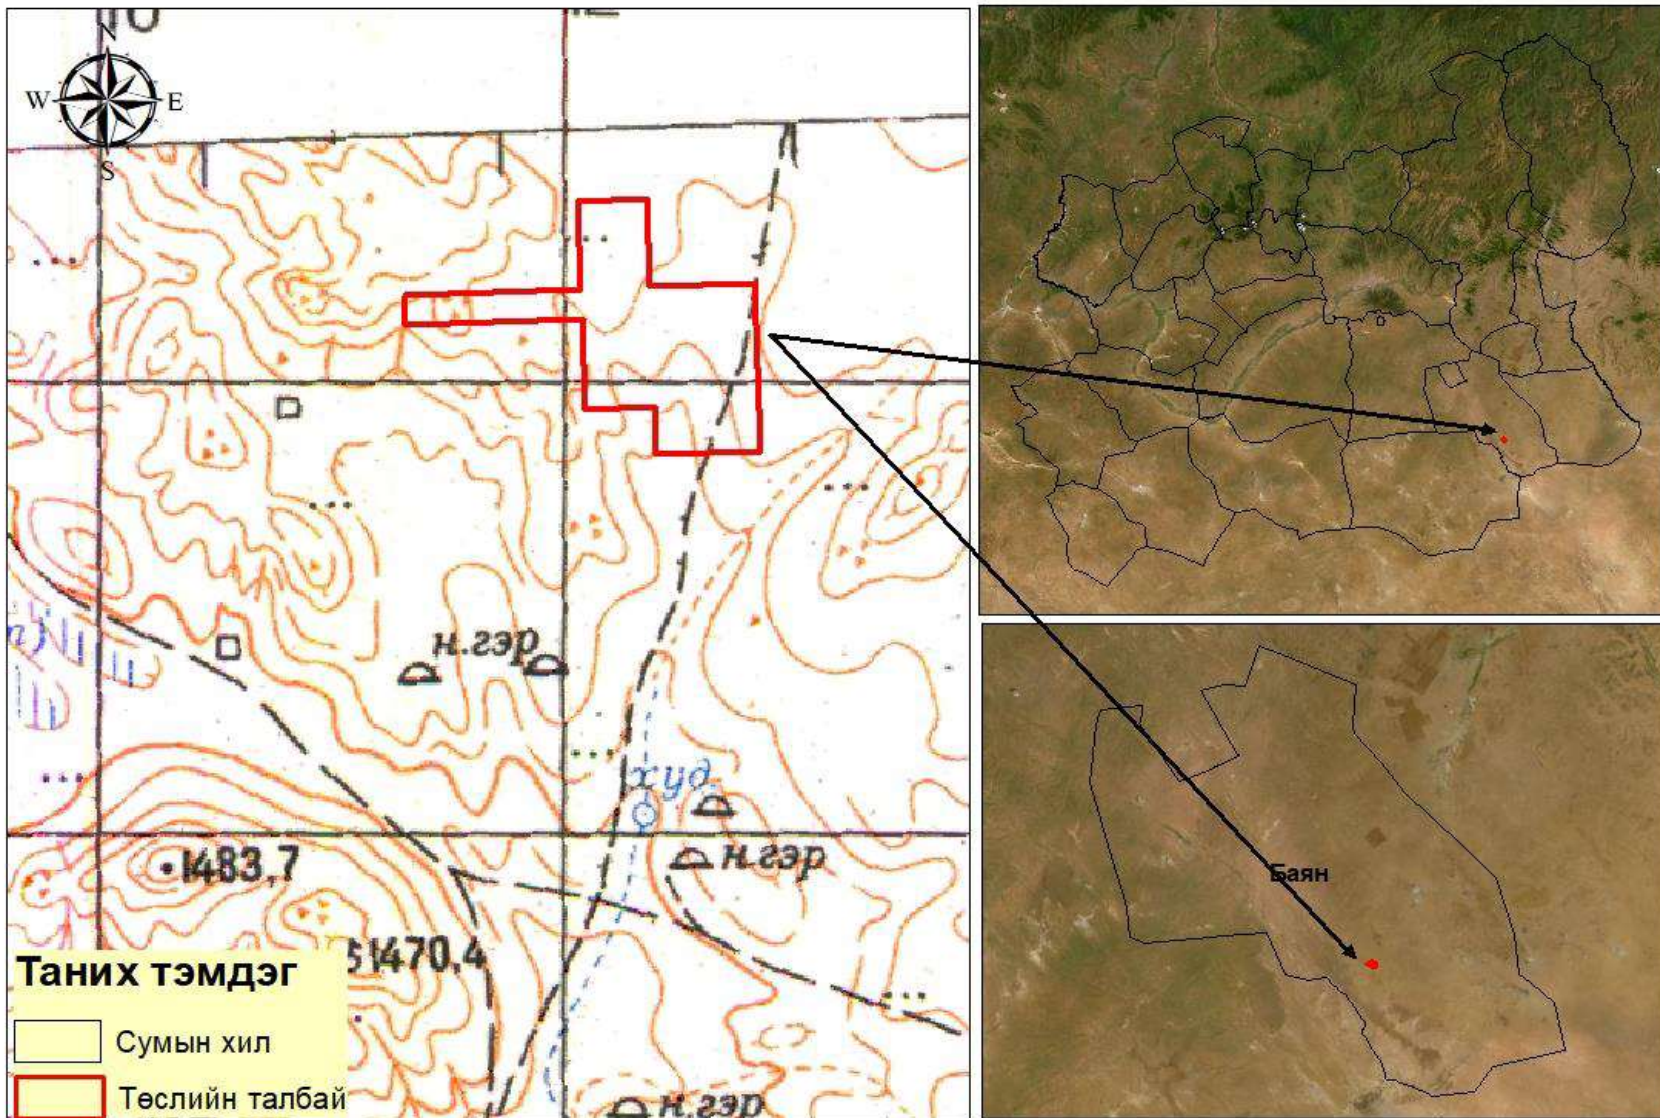 N
W E
S
н.гэр
худ.
1483,7
н.гэр
1470,4
н.гэр
Таних тэмдэг
Сумын хил
Төслийн талбай
Баян